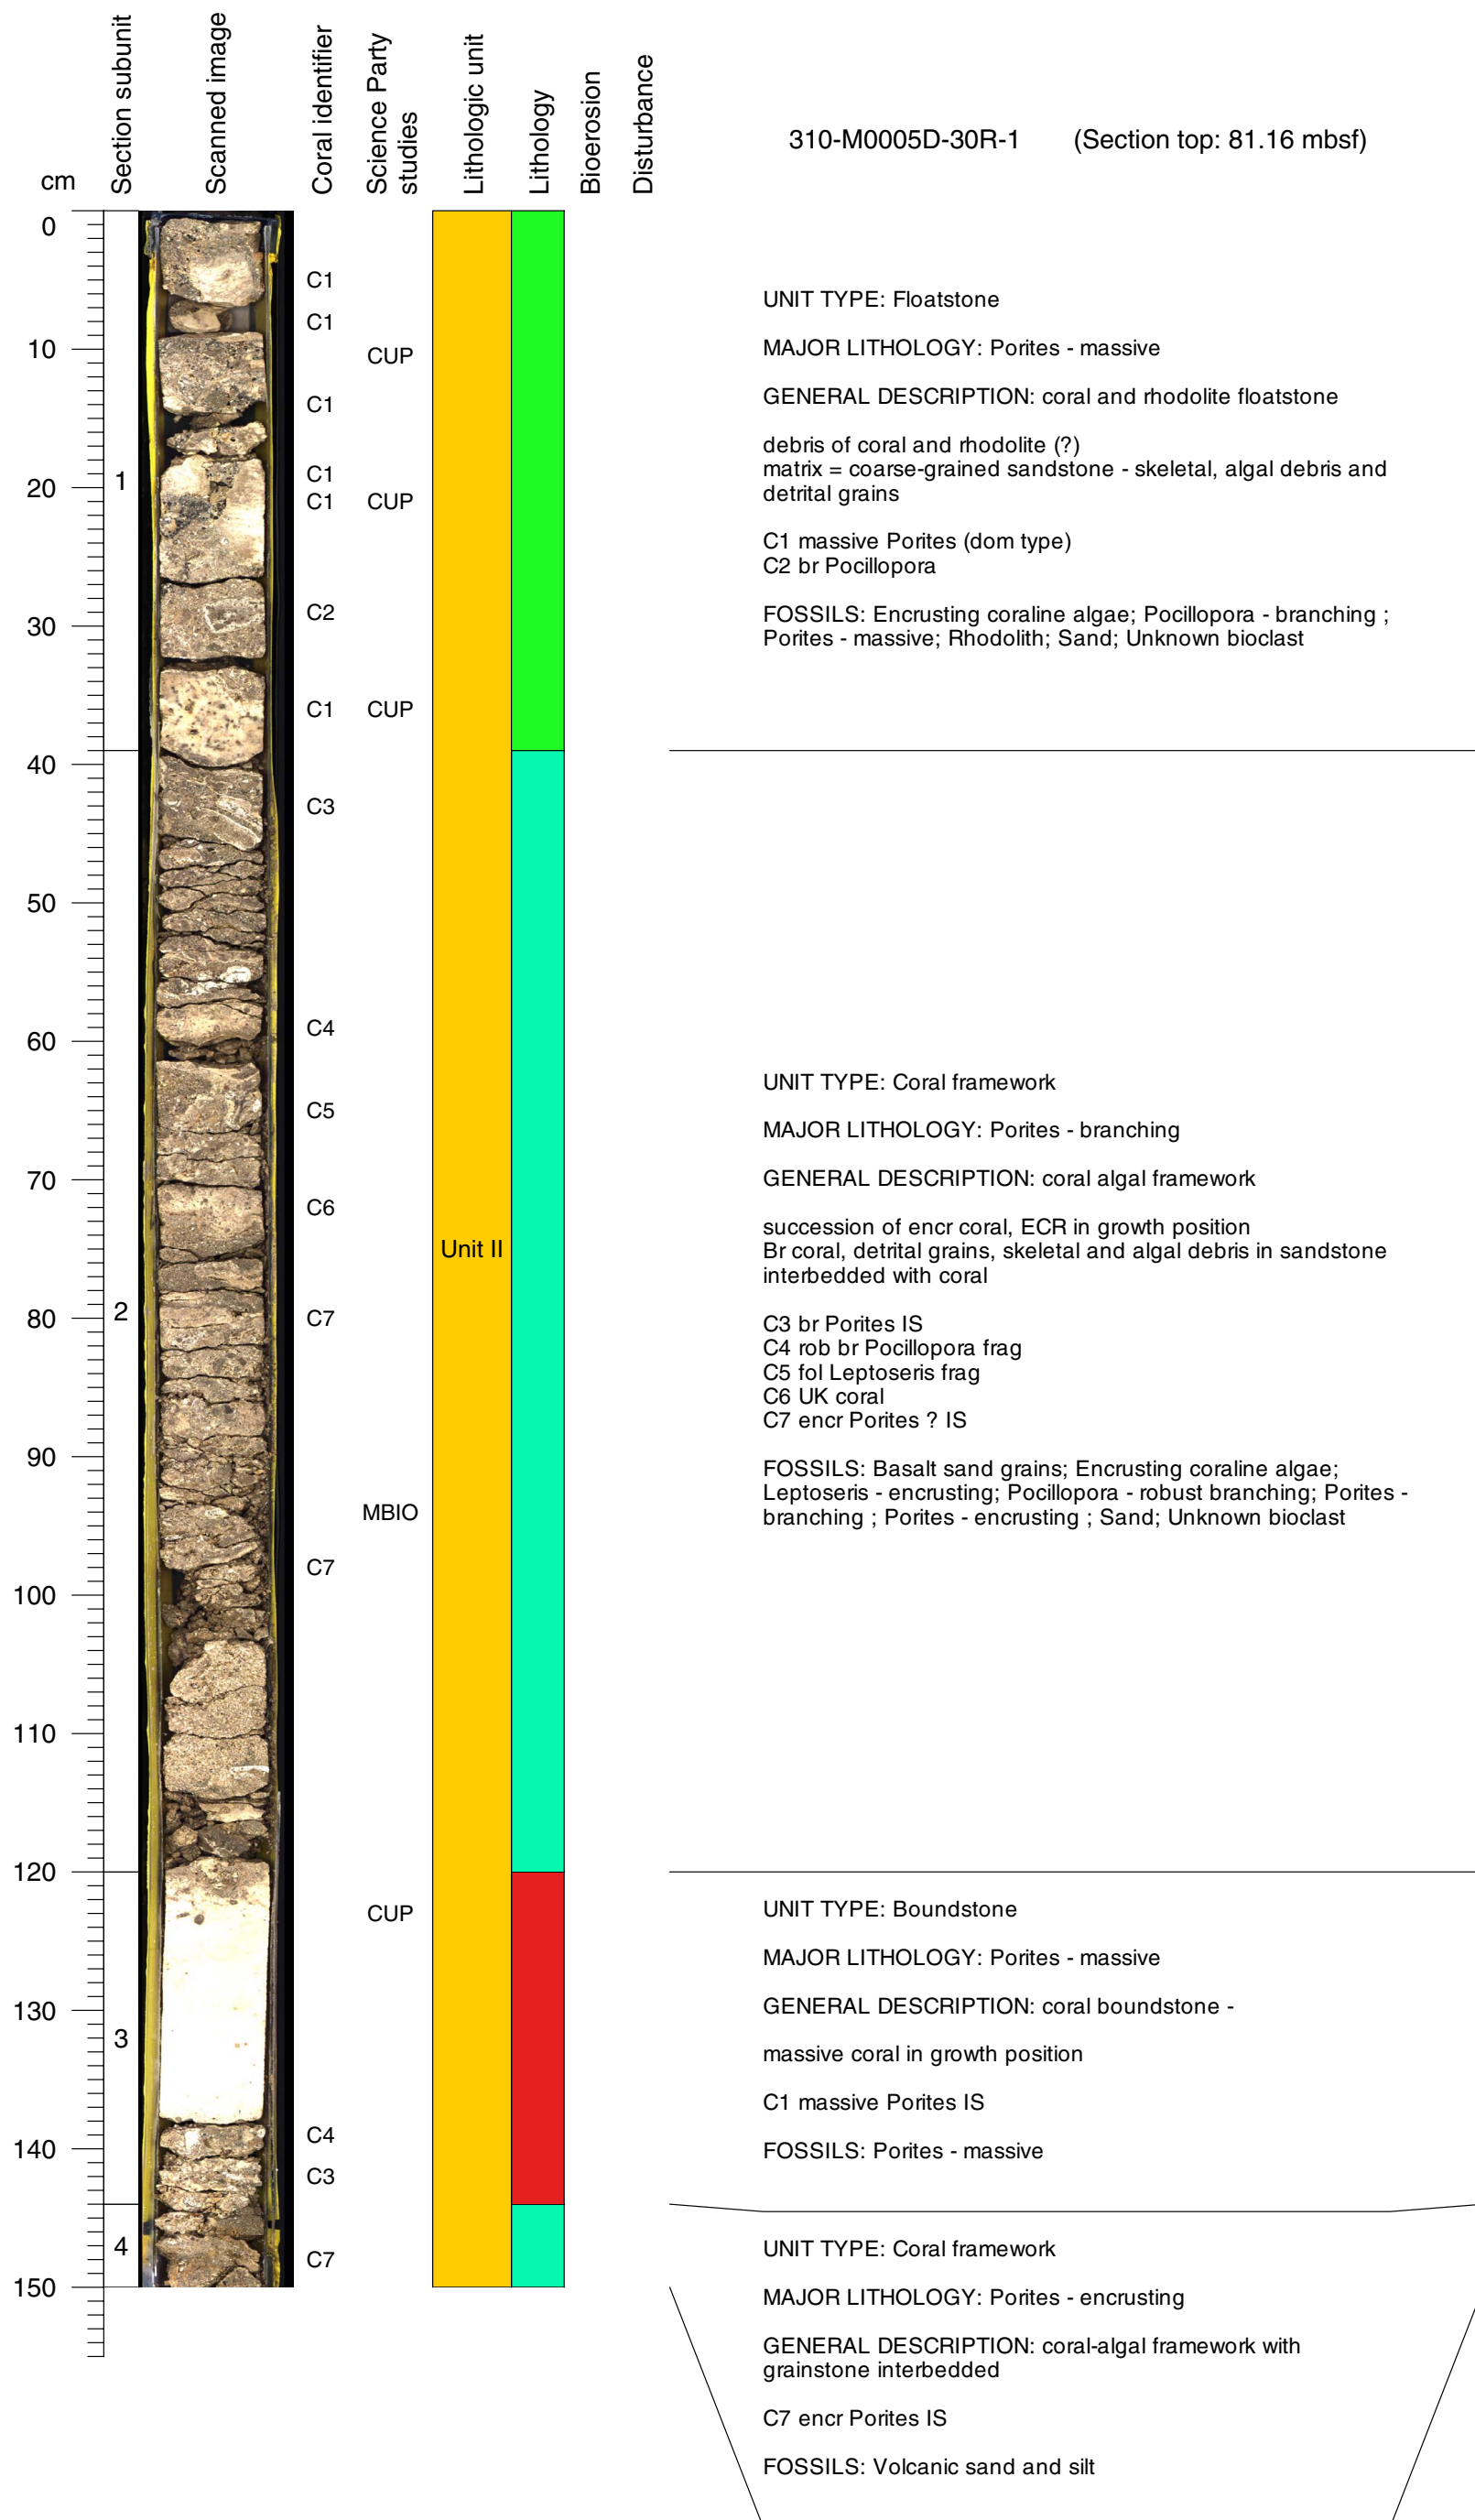 Section subunit
Scanned image
Coral identifier
Science Party
studies
Lithologic unit
Lithology
Bioerosion
Disturbance
310-M0005D-30R-1 (Section top: 81.16 mbsf)
cm
0
10
20
30
40
50
60
70
80
90
100
110
120
130
140
150
1
2
3
4
C1
C1
C1
C1
C1
C2
C1
C3
C4
C5
C6
C7
C7
C4
C3
C7
CUP
CUP
CUP
MBIO
CUP
Unit II
UNIT TYPE: Floatstone
MAJOR LITHOLOGY: Porites - massive
GENERAL DESCRIPTION: coral and rhodolite floatstone
debris of coral and rhodolite (?)
matrix = coarse-grained sandstone - skeletal, algal debris and
detrital grains
C1 massive Porites (dom type)
C2 br Pocillopora
FOSSILS: Encrusting coraline algae; Pocillopora - branching ;
Porites - massive; Rhodolith; Sand; Unknown bioclast
UNIT TYPE: Coral framework
MAJOR LITHOLOGY: Porites - branching
GENERAL DESCRIPTION: coral algal framework
succession of encr coral, ECR in growth position
Br coral, detrital grains, skeletal and algal debris in sandstone
interbedded with coral
C3 br Porites IS
C4 rob br Pocillopora frag
C5 fol Leptoseris frag
C6 UK coral
C7 encr Porites ? IS
FOSSILS: Basalt sand grains; Encrusting coraline algae;
Leptoseris - encrusting; Pocillopora - robust branching; Porites -
branching ; Porites - encrusting ; Sand; Unknown bioclast
UNIT TYPE: Boundstone
MAJOR LITHOLOGY: Porites - massive
GENERAL DESCRIPTION: coral boundstone -
massive coral in growth position
C1 massive Porites IS
FOSSILS: Porites - massive
UNIT TYPE: Coral framework
MAJOR LITHOLOGY: Porites - encrusting
GENERAL DESCRIPTION: coral-algal framework with
grainstone interbedded
C7 encr Porites IS
FOSSILS: Volcanic sand and silt